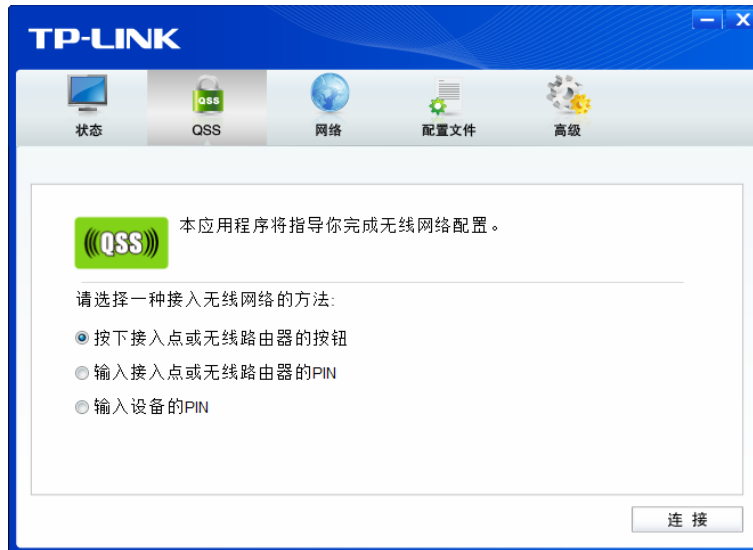 TP-LINK
QSS
状态
QSS
网络
配置文件
高级
QSS
本应用程序将指导你完成无线网络配置。
请选择一种接入无线网络的方法:
按下接入点或无线路由器的按钮
输入接入点或无线路由器的PIN
输入设备的PIN
连接